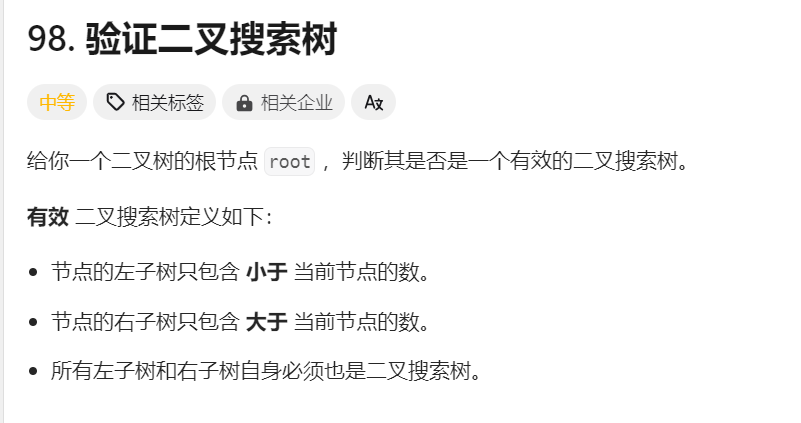 98. 验证二叉搜索树
中等 相关标签 相关企业 A文
给你一个二叉树的根节点 root ，判断其是否是一个有效的二叉搜索树。
有效 二叉搜索树定义如下：
• 节点的左子树只包含 小于 当前节点的数。
• 节点的右子树只包含 大于 当前节点的数。
• 所有左子树和右子树自身必须也是二叉搜索树。